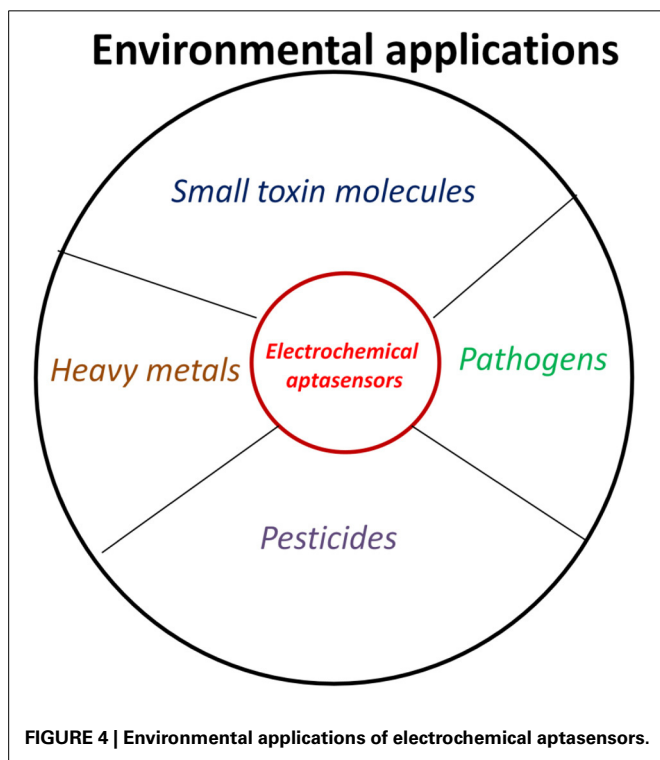 Environmental applications
Small toxin molecules
Heavy metals
Electrochemical
aptasensors
Pathogens
Pesticides
FIGURE 4 | Environmental applications of electrochemical aptasensors.